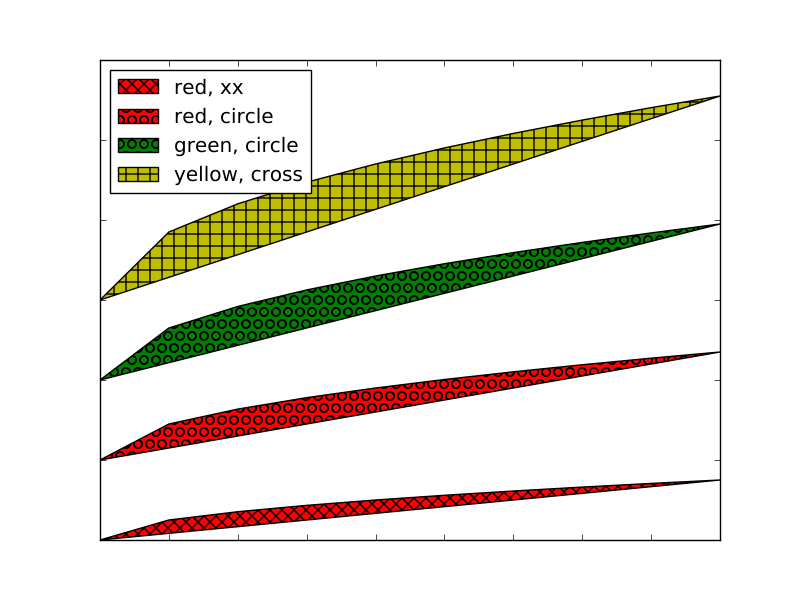 red, xx
red, circle
green, circle
yellow, cross